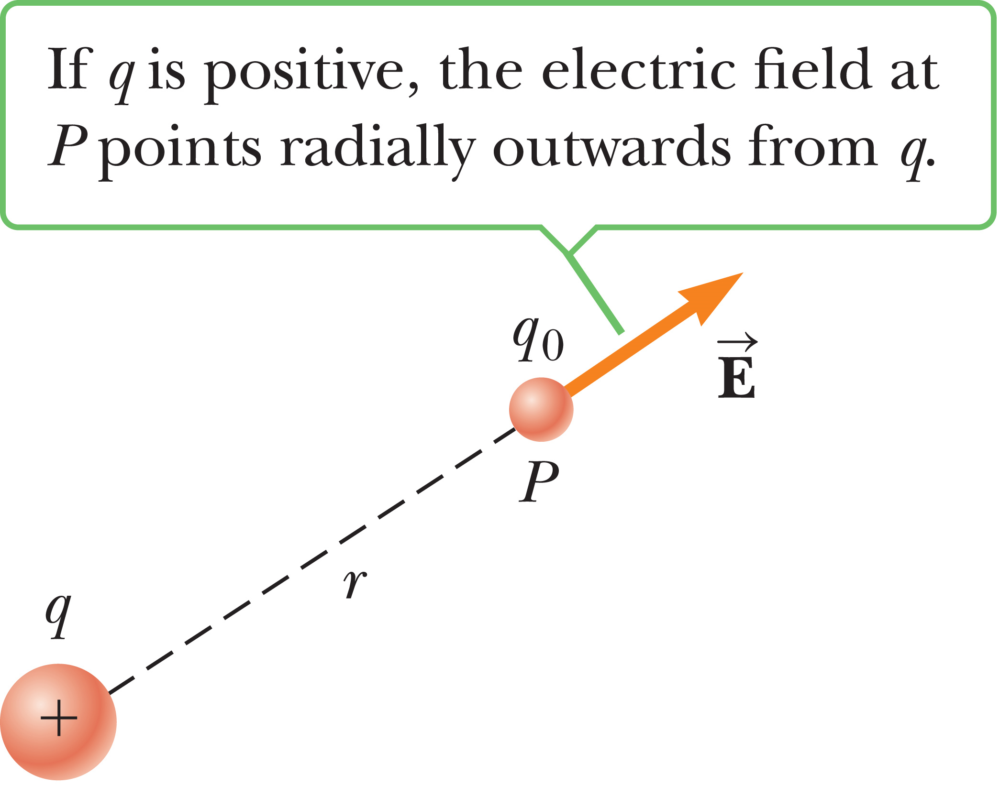 If q is positive, the electric field at
P points radially outwards from q.
q₀
E⃗
P
r
q
+